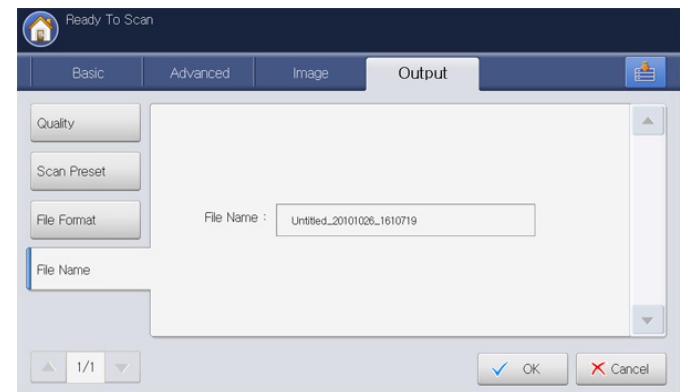 Ready To Scan
Basic
Advanced
Image
Output
Quality
Scan Preset
File Format
File Name
File Name :
Untitled_20101026_1610719
1/1
OK
Cancel